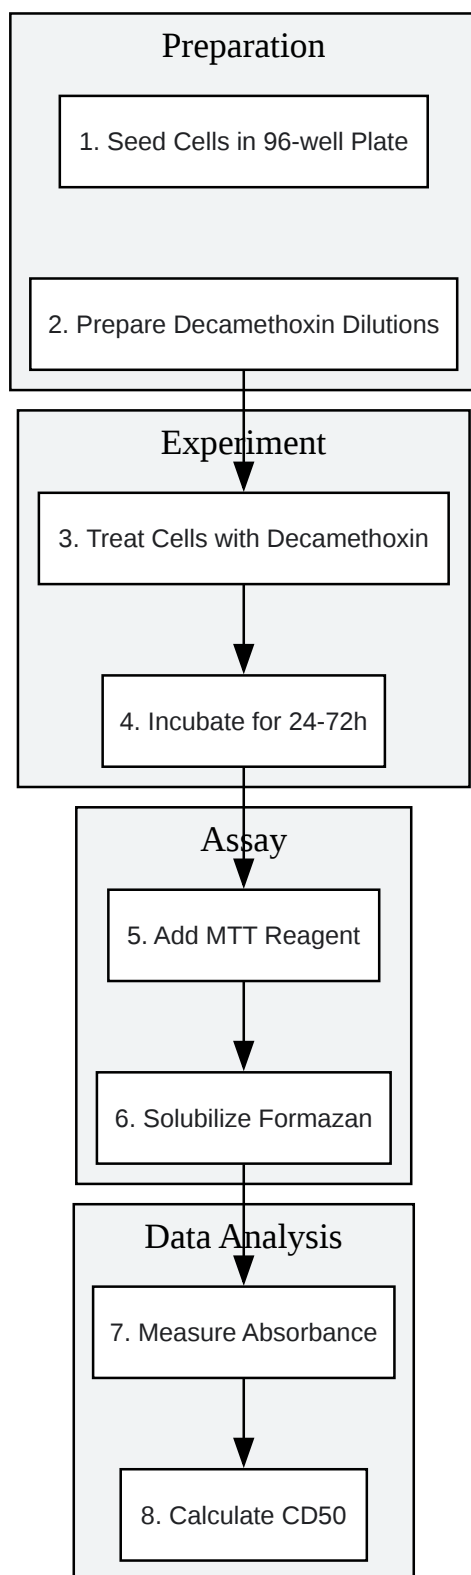 Preparation
1. Seed Cells in 96-well Plate
2. Prepare Decamethoxin Dilutions
Experiment
3. Treat Cells with Decamethoxin
4. Incubate for 24-72h
Assay
5. Add MTT Reagent
6. Solubilize Formazan
Data Analysis
7. Measure Absorbance
8. Calculate CD50